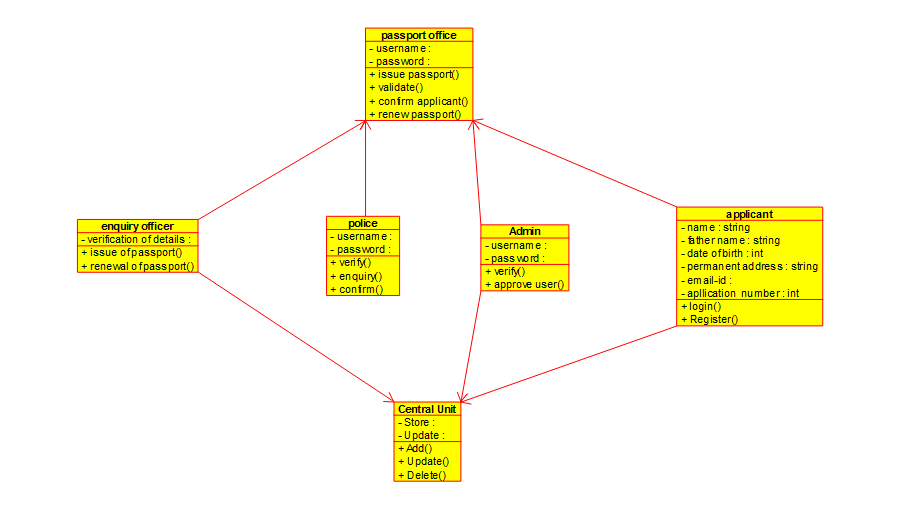 passport office
- username :
- password :
+ issue passport()
+ validate()
+ confirm applicant()
+ renew passport()
enquiry officer
- verification of details :
+ issue of passport()
+ renewal of passport()
police
- username :
- password :
+ verify()
+ enquiry()
+ confirm()
Admin
- username :
- password :
+ verify()
+ approve user()
applicant
- name : string
- father name : string
- date of birth : int
- permanent address : string
- email-id :
- apllication_number : int
+ login()
+ Register()
Central Unit
- Store :
- Update :
+ Add()
+ Update()
+ Delete()